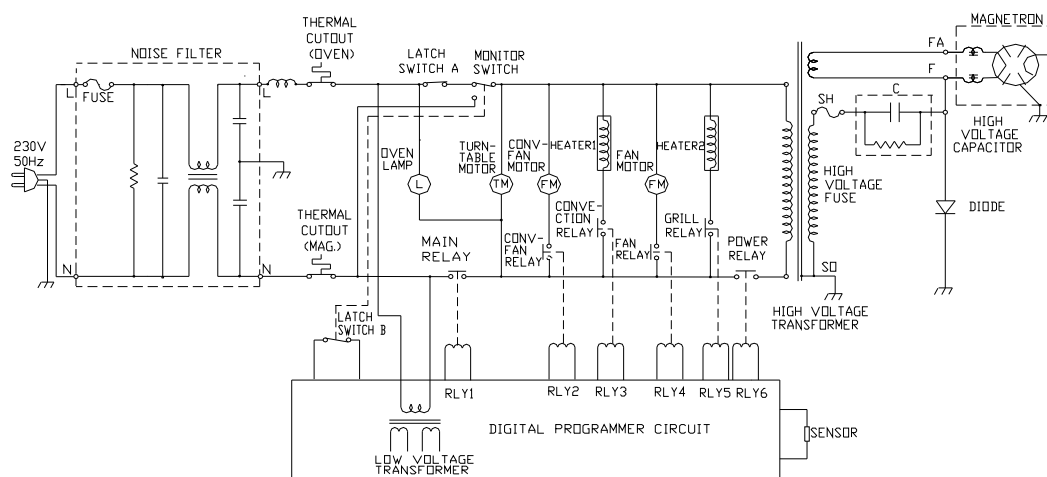 NOISE FILTER
THERMAL
CUTOUT
(OVEN)
LATCH
SWITCH A
MONITOR
SWITCH
MAGNETRON
FA
F
L
FUSE
L
230V
50Hz
SH
C
HIGH
VOLTAGE
CAPACITOR
OVEN
LAMP
L
TURN-
TABLE
MOTOR
TM
CONV-
FAN
MOTOR
FM
HEATER1
FAN
MOTOR
FM
HEATER2
HIGH
VOLTAGE
FUSE
DIODE
THERMAL
CUTOUT
(MAG.)
MAIN
RELAY
CONV-
FAN
RELAY
CONVE-
CTION
RELAY
FAN
RELAY
GRILL
RELAY
POWER
RELAY
N
N
SO
HIGH VOLTAGE
TRANSFORMER
LATCH
SWITCH B
RLY1
RLY2
RLY3
RLY4
RLY5
RLY6
DIGITAL PROGRAMMER CIRCUIT
SENSOR
LOW VOLTAGE
TRANSFORMER